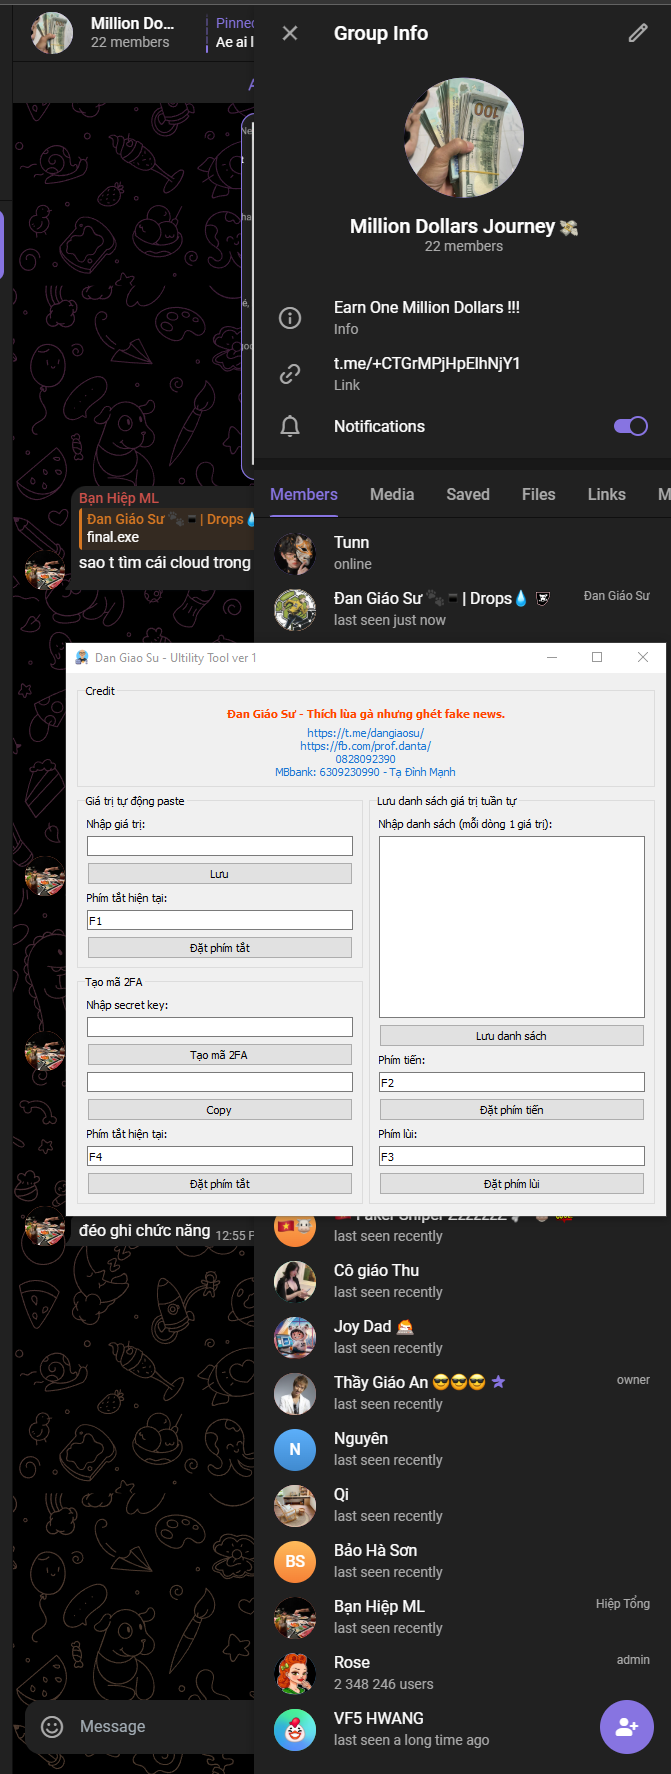 Million Do...
22 members
Pinned
Ae ai l
Bạn Hiệp ML
Đan Giáo Sư 🐾 | Drops💧
final.exe
sao t tìm cái cloud trong
đéo ghi chức năng 12:55 P
Message
Group Info
Million Dollars Journey 💸
22 members
Earn One Million Dollars !!!
Info
t.me/+CTGrMPjHpElhNjY1
Link
Notifications
Members Media Saved Files Links M
Tunn
online
Đan Giáo Sư 🐾 | Drops💧 Đan Giáo Sư
last seen just now
Dan Giao Su - Ultility Tool ver 1
Credit
Đan Giáo Sư - Thích lùa gà nhưng ghét fake news.
https://t.me/dangiaosu/
https://fb.com/prof.danta/
0828092390
MBbank: 6309230990 - Tạ Đình Mạnh
Giá trị tự động paste
Nhập giá trị:
Lưu
Phím tắt hiện tại:
F1
Đặt phím tắt
Tạo mã 2FA
Nhập secret key:
Tạo mã 2FA
Copy
Phím tắt hiện tại:
F4
Đặt phím tắt
Lưu danh sách giá trị tuần tự
Nhập danh sách (mỗi dòng 1 giá trị):
Lưu danh sách
Phím tiến:
F2
Đặt phím tiến
Phím lùi:
F3
Đặt phím lùi
last seen recently
Cô giáo Thu
last seen recently
Joy Dad
last seen recently
Thầy Giáo An 😎😎😎 owner
last seen recently
N
Nguyên
last seen recently
Qi
last seen recently
BS
Bảo Hà Sơn
last seen recently
Bạn Hiệp ML Hiệp Tổng
last seen recently
Rose admin
2 348 246 users
VF5 HWANG
last seen a long time ago